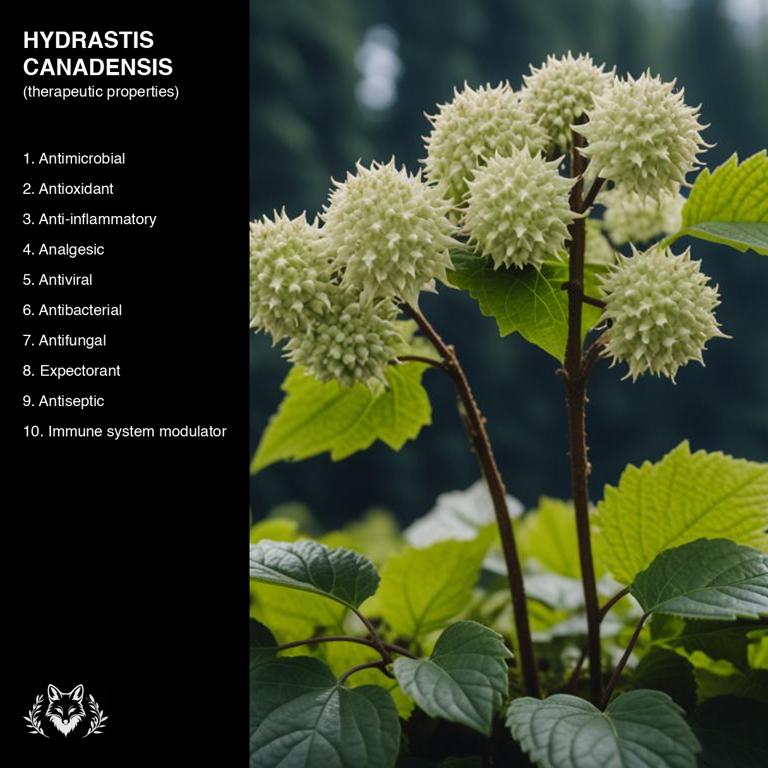 HYDRASTIS
CANADENSIS
(therapeutic properties)
1. Antimicrobial
2. Antioxidant
3. Anti-inflammatory
4. Analgesic
5. Antiviral
6. Antibacterial
7. Antifungal
8. Expectorant
9. Antiseptic
10. Immune system modulator